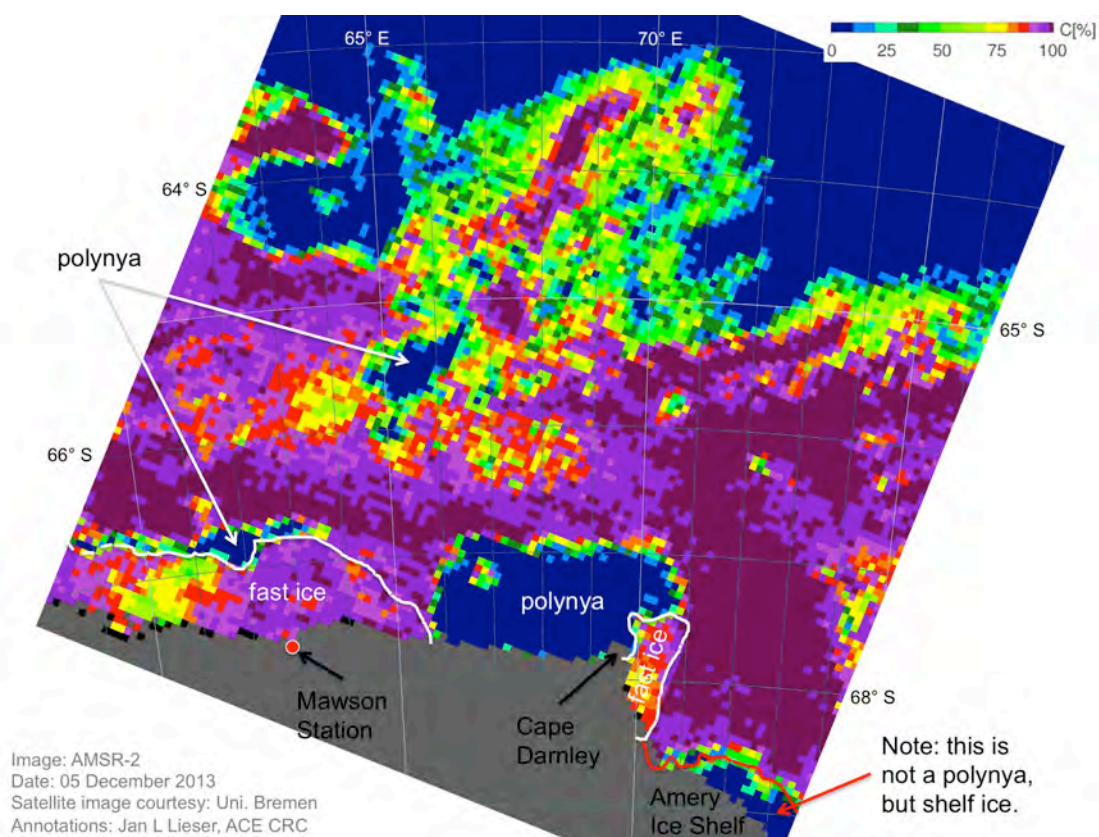 65° E
70° E
C[%]
0 25 50 75 100
64° S
polynya
65° S
66° S
fast ice
polynya
fast ice
Mawson
Station
Cape
Darnley
68° S
Note: this is
not a polynya,
but shelf ice.
Amery
Ice Shelf
Image: AMSR-2
Date: 05 December 2013
Satellite image courtesy: Uni. Bremen
Annotations: Jan L Lieser, ACE CRC